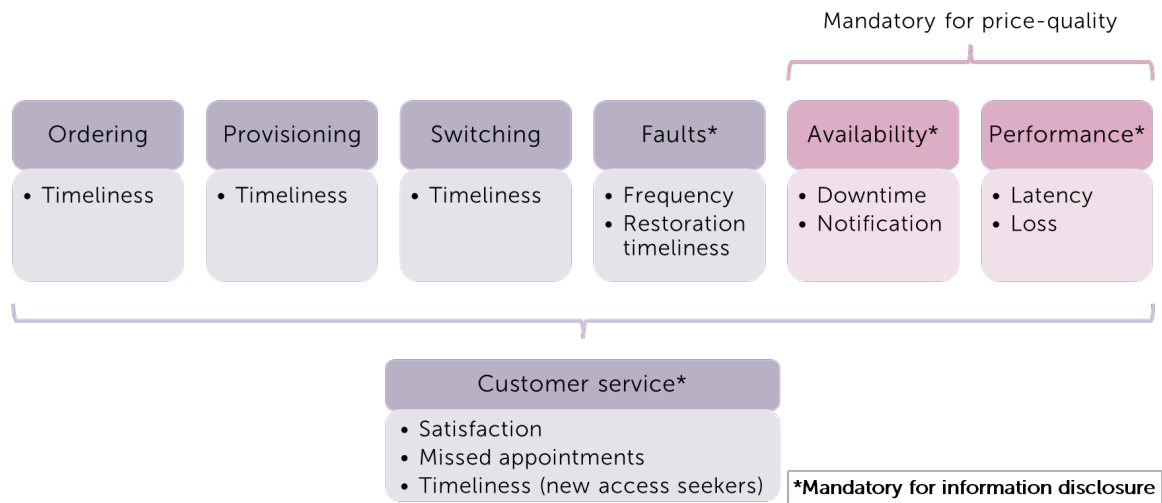 Mandatory for price-quality
Ordering
• Timeliness
Provisioning
• Timeliness
Switching
• Timeliness
Faults*
• Frequency
• Restoration
timeliness
Availability*
• Downtime
• Notification
Performance*
• Latency
• Loss
Customer service*
• Satisfaction
• Missed appointments
• Timeliness (new access seekers)
*Mandatory for information disclosure